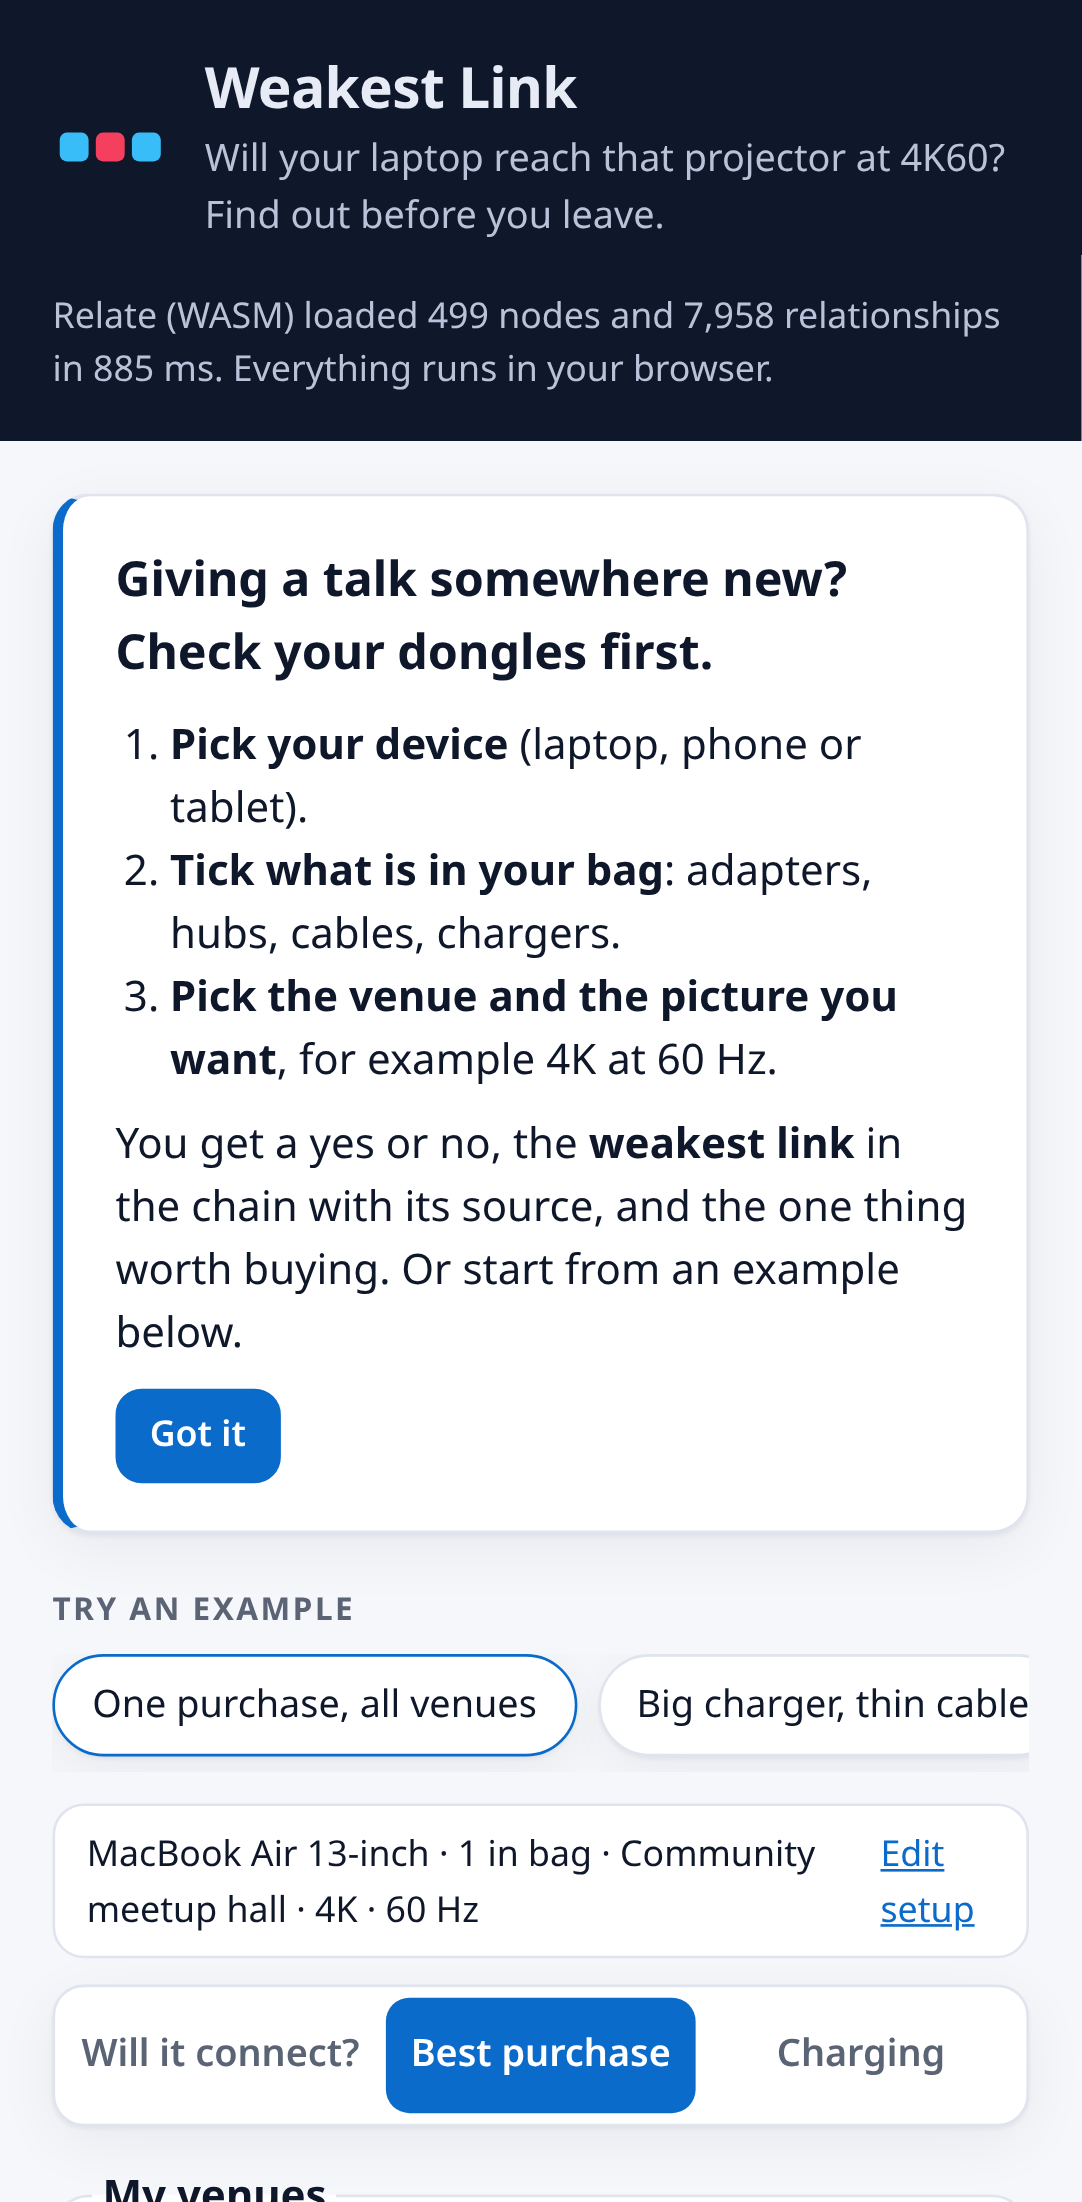 Weakest Link
Will your laptop reach that projector at 4K60?
Find out before you leave.
Relate (WASM) loaded 499 nodes and 7,958 relationships
in 885 ms. Everything runs in your browser.
Giving a talk somewhere new?
Check your dongles first.
1. Pick your device (laptop, phone or
tablet).
2. Tick what is in your bag: adapters,
hubs, cables, chargers.
3. Pick the venue and the picture you
want, for example 4K at 60 Hz.
You get a yes or no, the weakest link in
the chain with its source, and the one thing
worth buying. Or start from an example
below.
Got it
TRY AN EXAMPLE
One purchase, all venues
Big charger, thin cable
MacBook Air 13-inch · 1 in bag · Community
meetup hall · 4K · 60 Hz
Edit
setup
Will it connect?
Best purchase
Charging
My venues